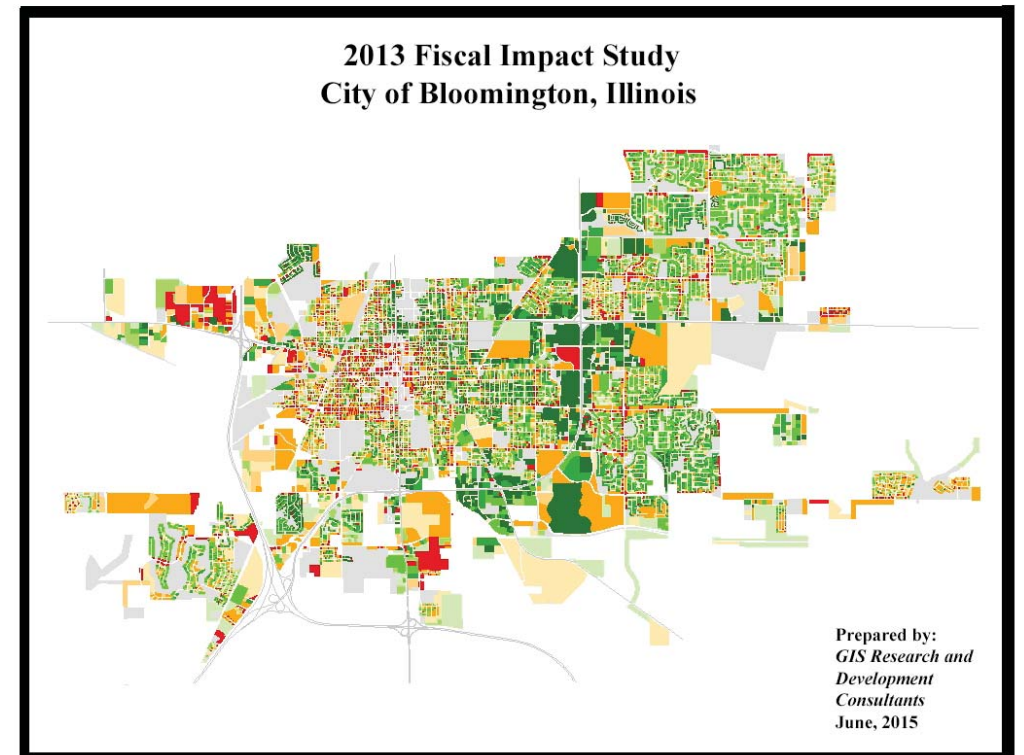 2013 Fiscal Impact Study
City of Bloomington, Illinois
Prepared by:
GIS Research and
Development
Consultants
June, 2015